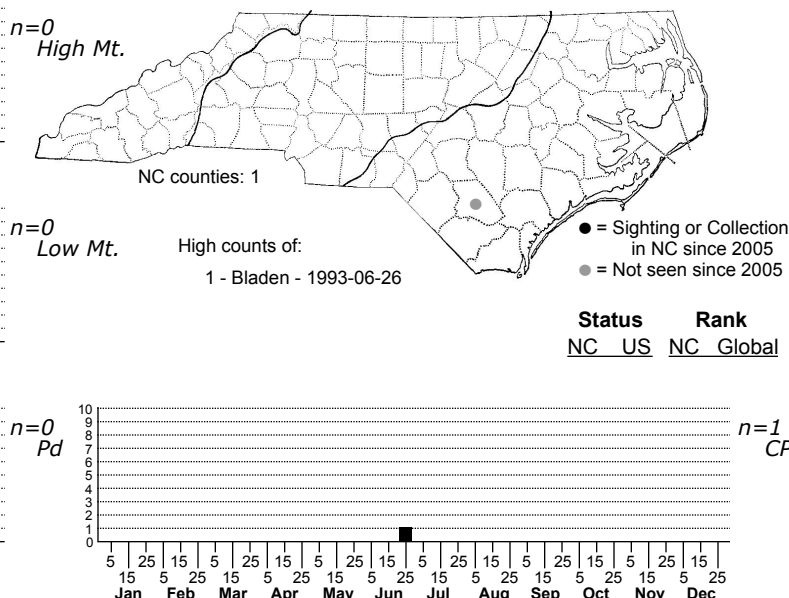 n=0
High Mt.
NC counties: 1
n=0
Low Mt.
High counts of:
1 - Bladen - 1993-06-26
● = Sighting or Collection
in NC since 2005
● = Not seen since 2005
Status Rank
NC US NC Global
n=0
Pd
n=1
CP
10
9
8
7
6
5
4
3
2
1
0
5 25 15 5 25 15 5 25 15 5 25 15 5 25 15 5 25 15
15 5 25 15 5 25 15 5 25 15 5 25 15 5 25 15 5 25
Jan Feb Mar Apr May Jun Jul Aug Sep Oct Nov Dec